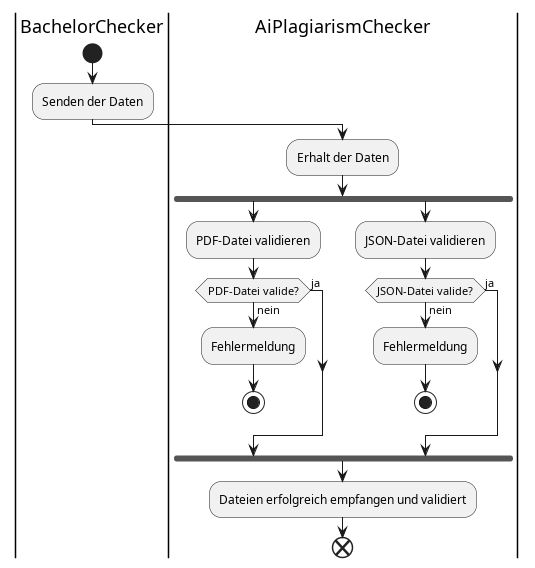 BachelorChecker
AiPlagiarismChecker
Senden der Daten
Erhalt der Daten
PDF-Datei validieren
JSON-Datei validieren
PDF-Datei valide?
ja
JSON-Datei valide?
ja
nein
nein
Fehlermeldung
Fehlermeldung
Dateien erfolgreich empfangen und validiert